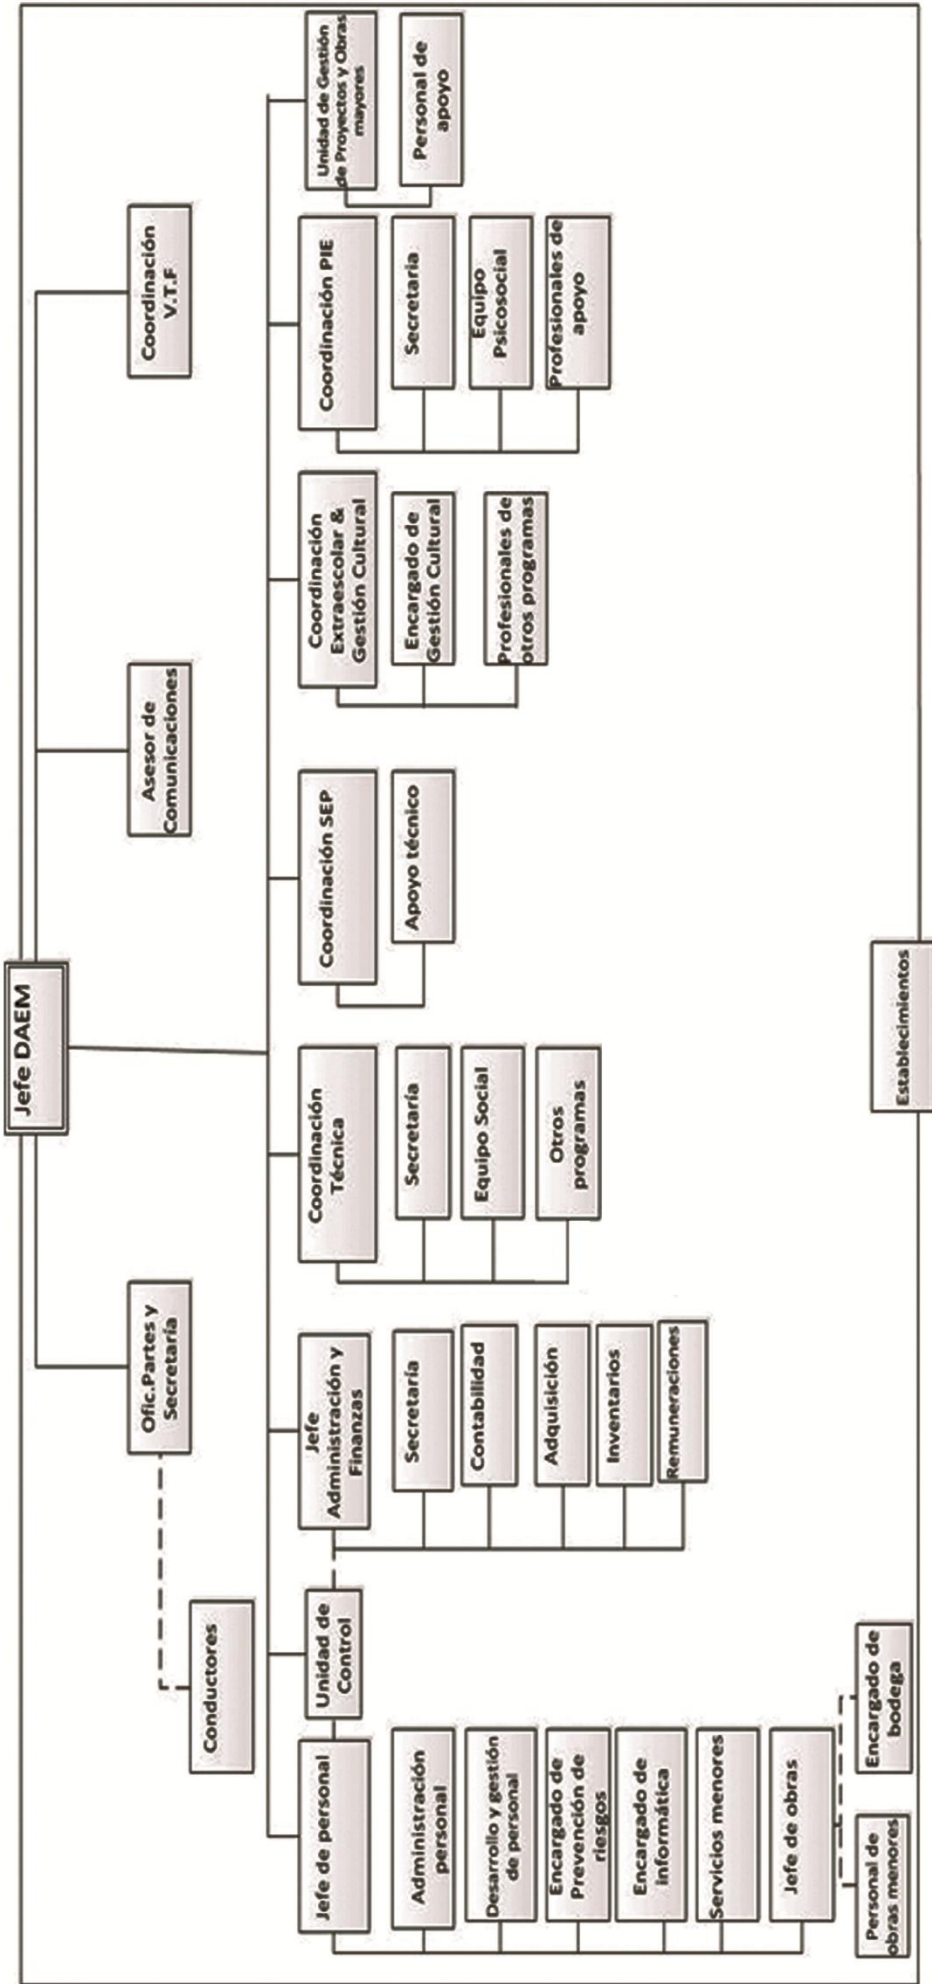 Jefe DAEM
Ofic.Partes y
Secretaría
Asesor de
Comunicaciones
Coordinación
V.T.F
Conductores
Jefe de personal
Administración
personal
Desarrollo y gestión
de personal
Encargado de
Prevención de
riesgos
Encargado de
informática
Servicios menores
Jefe de obras
Personal de
obras menores
Encargado de
bodega
Unidad de
Control
Jefe
Administración y
Finanzas
Secretaría
Contabilidad
Adquisición
Inventarios
Remuneraciones
Coordinación
Técnica
Secretaría
Equipo Social
Otros
programas
Coordinación SEP
Apoyo técnico
Coordinación
Extraescolar &
Gestión Cultural
Encargado de
Gestión Cultural
Profesionales de
otros programas
Coordinación PIE
Secretaria
Equipo
Psicosocial
Profesionales de
apoyo
Unidad de Gestión
de Proyectos y Obras
mayores
Personal de
apoyo
Establecimientos